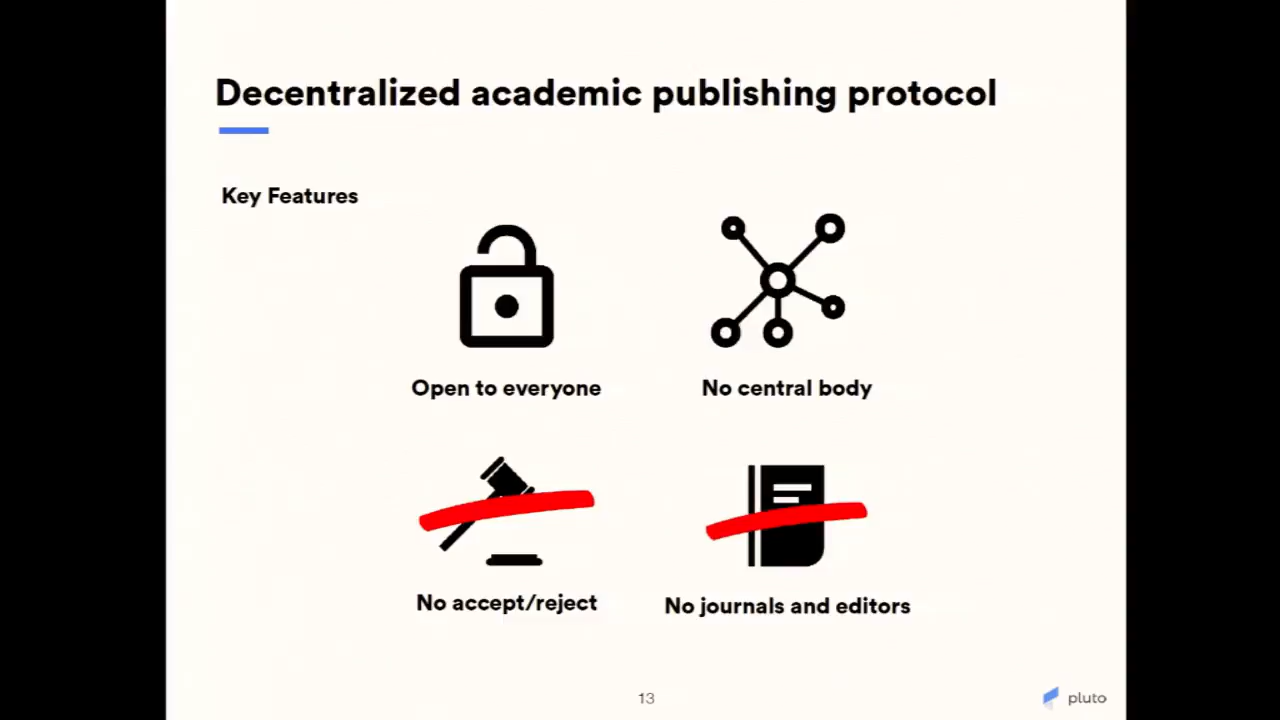 Decentralized academic publishing protocol
Key Features
Open to everyone
No central body
No accept/reject
No journals and editors
13
pluto